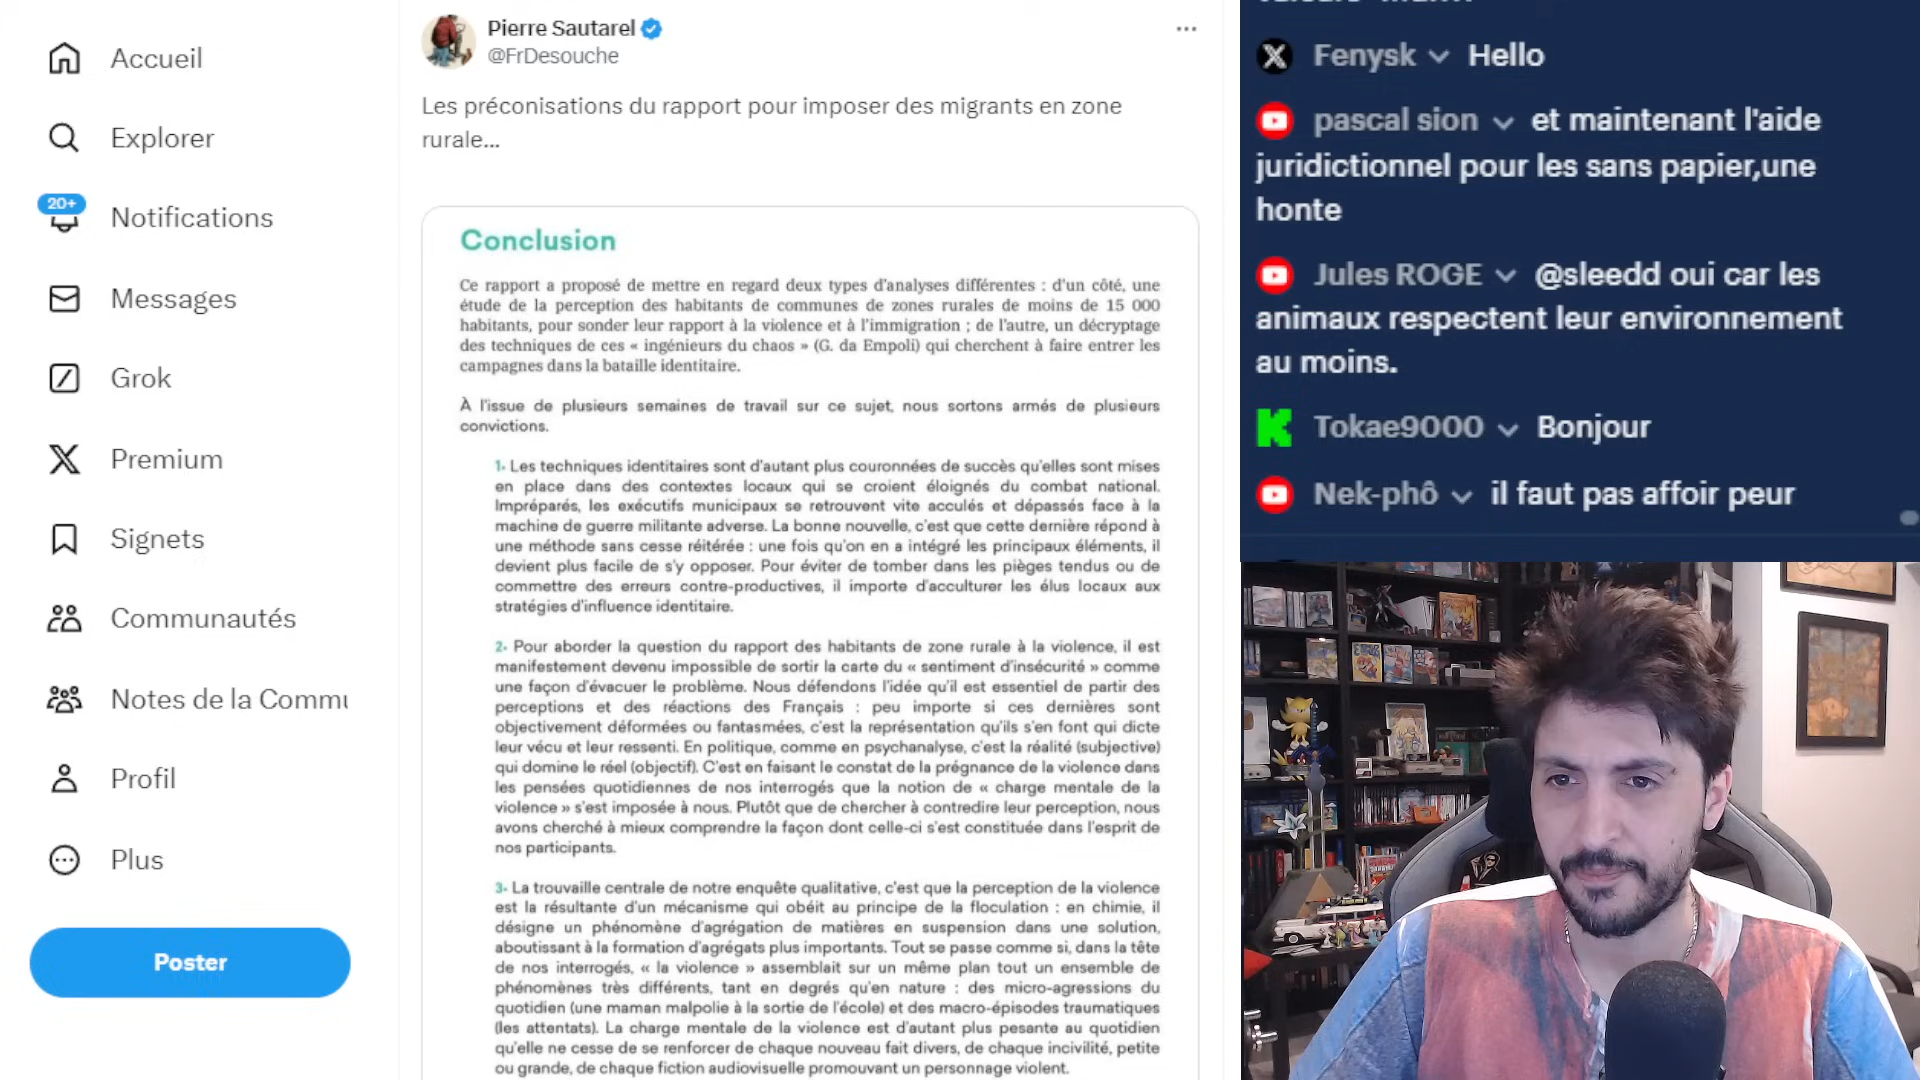 Accueil
Explorer
20+
Notifications
Messages
Grok
Premium
Signets
Communautés
Notes de la Commu
Profil
Plus
Poster
Pierre Sautarel
@FrDesouche
Les préconisations du rapport pour imposer des migrants en zone
rurale...
Conclusion
Ce rapport a proposé de mettre en regard deux types d'analyses différentes : d'un côté, une
étude de la perception des habitants de communes de zones rurales de moins de 15 000
habitants, pour sonder leur rapport à la violence et à l'immigration ; de l'autre, un décryptage
des techniques de ces « ingénieurs du chaos » (G. da Empoli) qui cherchent à faire entrer les
campagnes dans la bataille identitaire.
À l'issue de plusieurs semaines de travail sur ce sujet, nous sortons armés de plusieurs
convictions.
1- Les techniques identitaires sont d'autant plus couronnées de succès qu'elles sont mises
en place dans des contextes locaux qui se croient éloignés du combat national.
Impréparés, les exécutifs municipaux se retrouvent vite acculés et dépassés face à la
machine de guerre militante adverse. La bonne nouvelle, c'est que cette dernière répond à
une méthode sans cesse réitérée : une fois qu'on en a intégré les principaux éléments, il
devient plus facile de s'y opposer. Pour éviter de tomber dans les pièges tendus ou de
commettre des erreurs contre-productives, il importe d'acculturer les élus locaux aux
stratégies d'influence identitaire.
2- Pour aborder la question du rapport des habitants de zone rurale à la violence, il est
manifestement devenu impossible de sortir la carte du « sentiment d'insécurité » comme
une façon d'évacuer le problème. Nous défendons l'idée qu'il est essentiel de partir des
perceptions et des réactions des Français : peu importe si ces dernières sont
objectivement déformées ou fantasmées, c'est la représentation qu'ils s'en font qui dicte
leur vécu et leur ressenti. En politique, comme en psychanalyse, c'est la réalité (subjective)
qui domine le réel (objectif). C'est en faisant le constat de la prégnance de la violence dans
les pensées quotidiennes de nos interrogés que la notion de « charge mentale de la
violence » s'est imposée à nous. Plutôt que de chercher à contredire leur perception, nous
avons cherché à mieux comprendre la façon dont celle-ci s'est constituée dans l'esprit de
nos participants.
3- La trouvaille centrale de notre enquête qualitative, c'est que la perception de la violence
est la résultante d'un mécanisme qui obéit au principe de la floculation : en chimie, il
désigne un phénomène d'agrégation de matières en suspension dans une solution,
aboutissant à la formation d'agrégats plus importants. Tout se passe comme si, dans la tête
de nos interrogés, « la violence » assemblait sur un même plan tout un ensemble de
phénomènes très différents, tant en degrés qu'en nature : des micro-agressions du
quotidien (une maman malpolie à la sortie de l'école) et des macro-épisodes traumatiques
(les attentats). La charge mentale de la violence est d'autant plus pesante au quotidien
qu'elle ne cesse de se renforcer de chaque nouveau fait divers, de chaque incivilité, petite
ou grande, de chaque fiction audiovisuelle promouvant un personnage violent.
Fenysk Hello
pascal sion et maintenant l'aide
juridictionnel pour les sans papier,une
honte
Jules ROGE @sleedd oui car les
animaux respectent leur environnement
au moins.
Tokae9000 Bonjour
Nek-phô il faut pas affoir peur